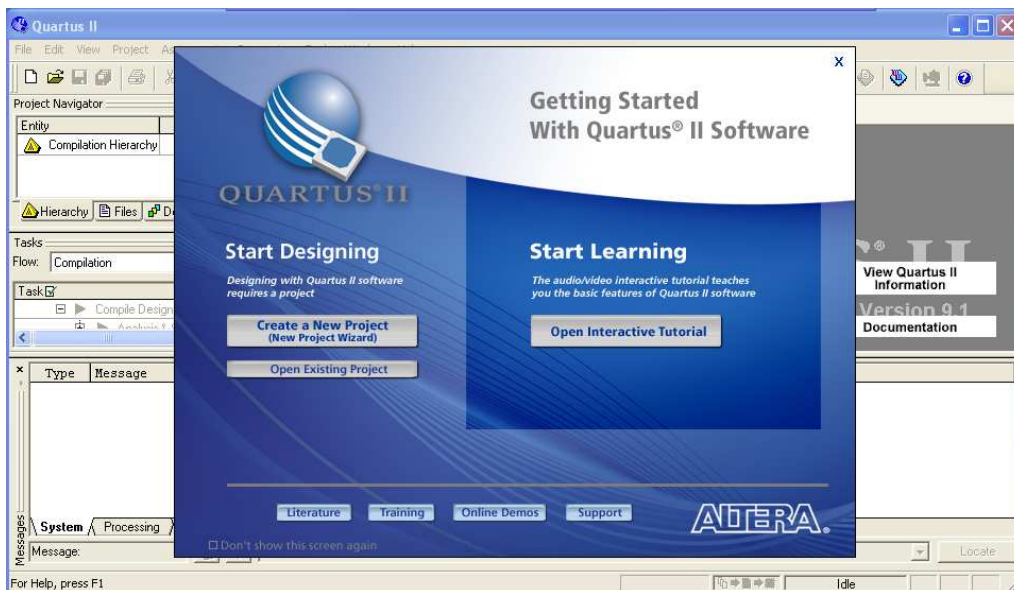 Quartus II
File Edit View Project As
Project Navigator
Entity
Compilation Hierarchy
Hierarchy Files De
Tasks
Flow: Compilation
Task
Compile Design
Analysis & S
Type Message
System Processing
Messages
Message:
Locate
For Help, press F1
Idle
X
Getting Started
With Quartus® II Software
QUARTUS® II
Start Designing
Designing with Quartus II software
requires a project
Create a New Project
(New Project Wizard)
Open Existing Project
Start Learning
The audio/video interactive tutorial teaches
you the basic features of Quartus II software
Open Interactive Tutorial
Literature Training Online Demos Support
ALTERA®
Don't show this screen again
S® II
View Quartus II
Information
Version 9.1
Documentation